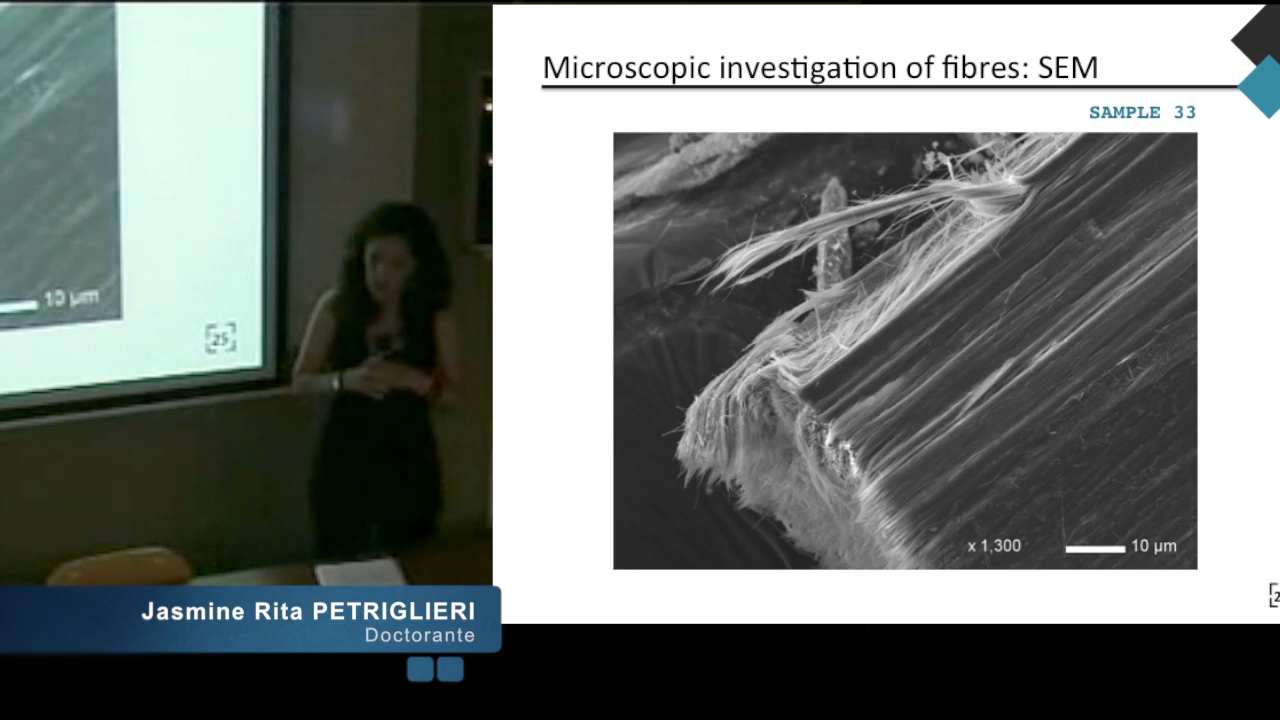 Microscopic investigation of fibres: SEM
SAMPLE 33
x 1,300 10 µm
10 µm
25
Jasmine Rita PETRIGLIERI
Doctorante